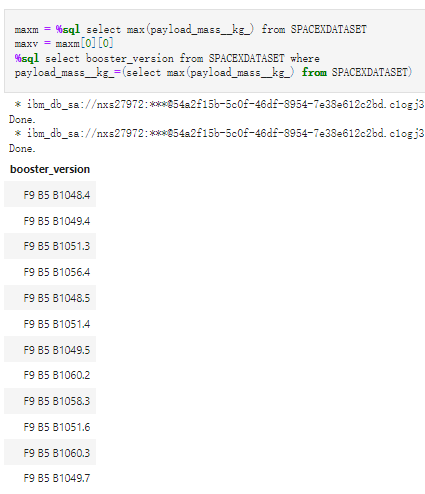 maxm = %sql select max(payload_mass__kg_) from SPACEXDATASET
maxv = maxm[0][0]
%sql select booster_version from SPACEXDATASET where
payload_mass__kg_=(select max(payload_mass__kg_) from SPACEXDATASET)
* ibm_db_sa://nxs27972:***@54a2f15b-5c0f-46df-8954-7e38e612c2bd.c1ogj3
Done.
* ibm_db_sa://nxs27972:***@54a2f15b-5c0f-46df-8954-7e38e612c2bd.c1ogj3
Done.
booster_version
F9 B5 B1048.4
F9 B5 B1049.4
F9 B5 B1051.3
F9 B5 B1056.4
F9 B5 B1048.5
F9 B5 B1051.4
F9 B5 B1049.5
F9 B5 B1060.2
F9 B5 B1058.3
F9 B5 B1051.6
F9 B5 B1060.3
F9 B5 B1049.7